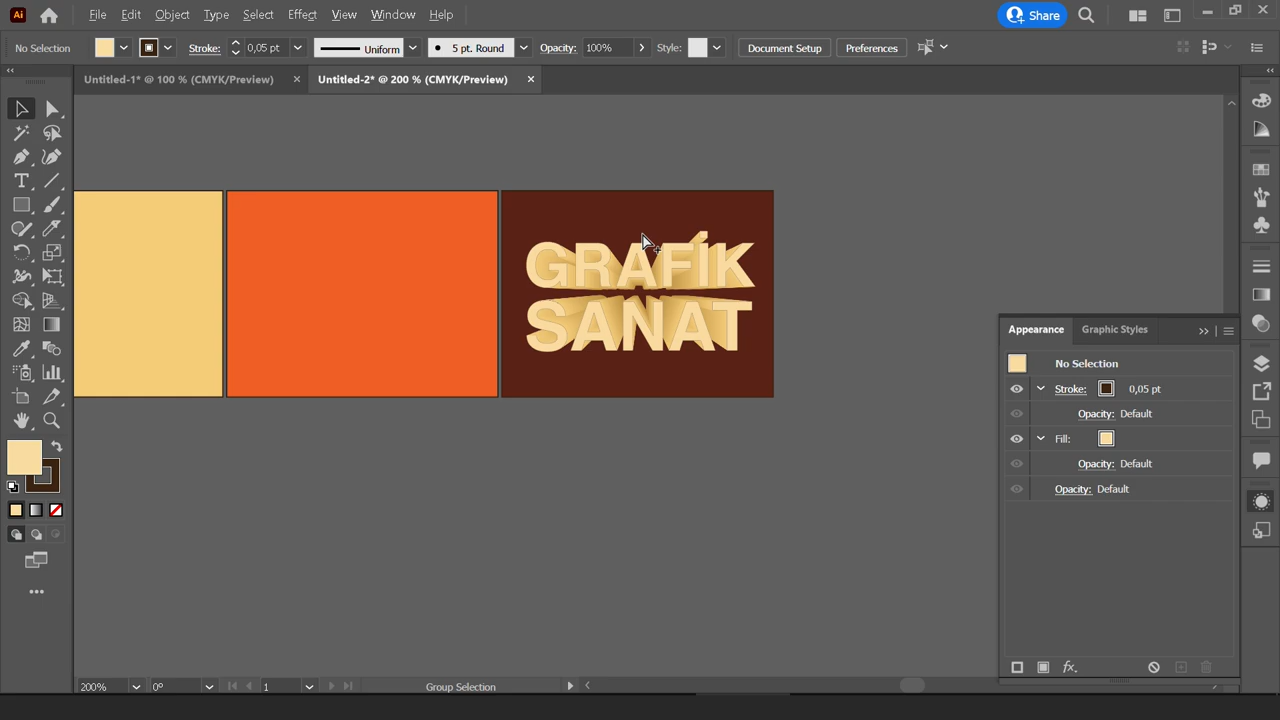 Ai File Edit Object Type Select Effect View Window Help Share
No Selection Stroke: 0,05 pt Uniform 5 pt. Round Opacity: 100% Style: Document Setup Preferences
Untitled-1* @ 100 % (CMYK/Preview) × Untitled-2* @ 200 % (CMYK/Preview) ×
GRAFİK
SANAT
Appearance Graphic Styles
No Selection
Stroke: 0,05 pt
Opacity: Default
Fill:
Opacity: Default
Opacity: Default
fx.
200% 0° 1 Group Selection